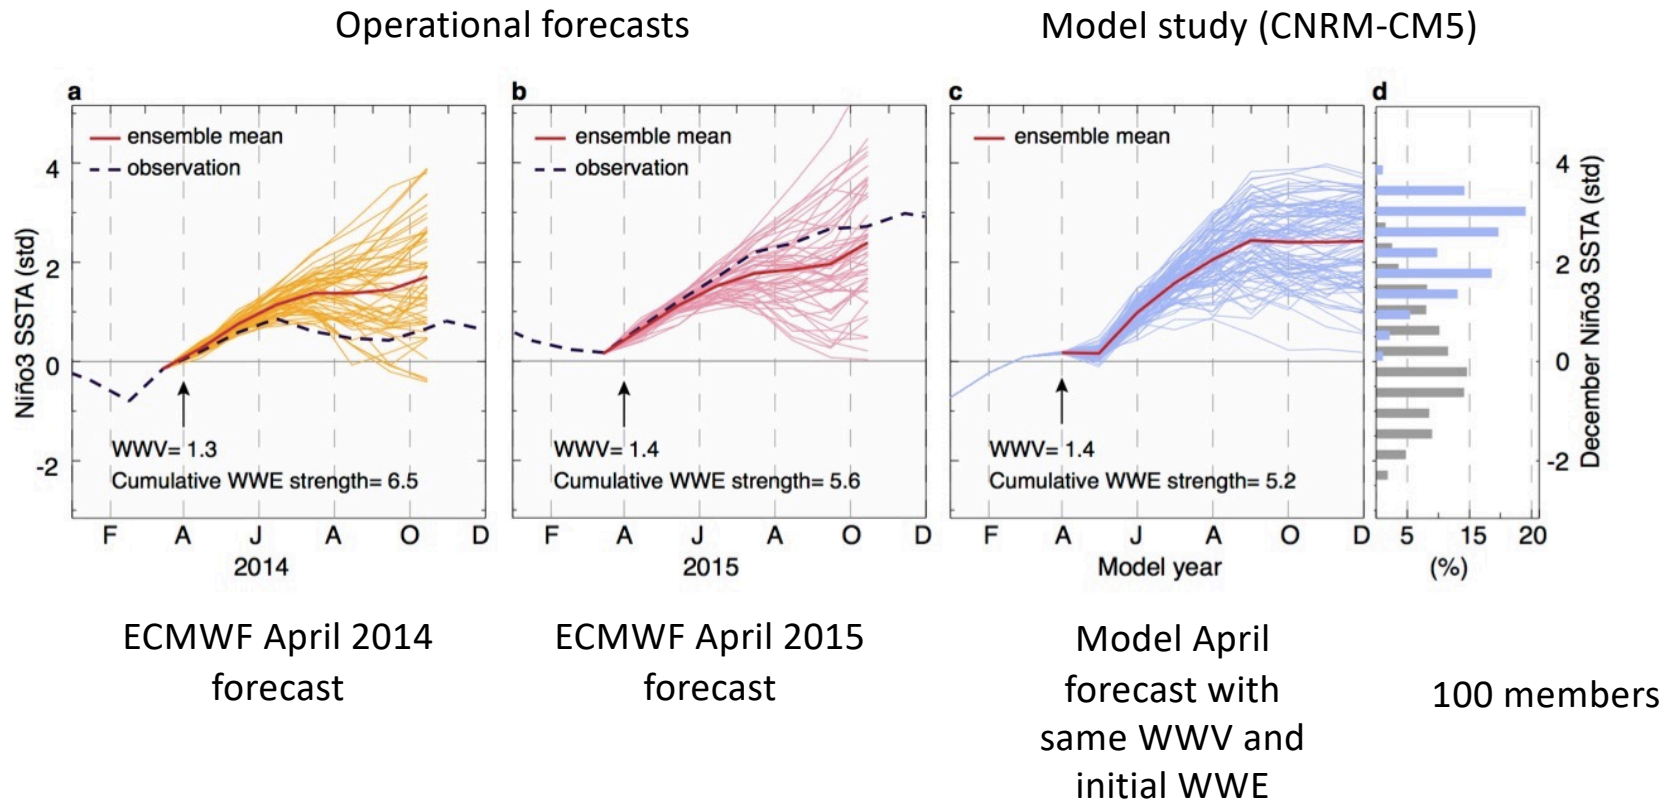 Operational forecasts
Model study (CNRM-CM5)
a
b
c
d
ensemble mean
observation
ensemble mean
observation
ensemble mean
4
2
0
-2
Niño3 SSTA (std)
4
2
0
-2
December Niño3 SSTA (std)
WWV= 1.3
Cumulative WWE strength= 6.5
WWV= 1.4
Cumulative WWE strength= 5.6
WWV= 1.4
Cumulative WWE strength= 5.2
F A J A O D
F A J A O D
F A J A O D
5 15 20
2014
2015
Model year
(%)
ECMWF April 2014
forecast
ECMWF April 2015
forecast
Model April
forecast with
same WWV and
initial WWE
100 members